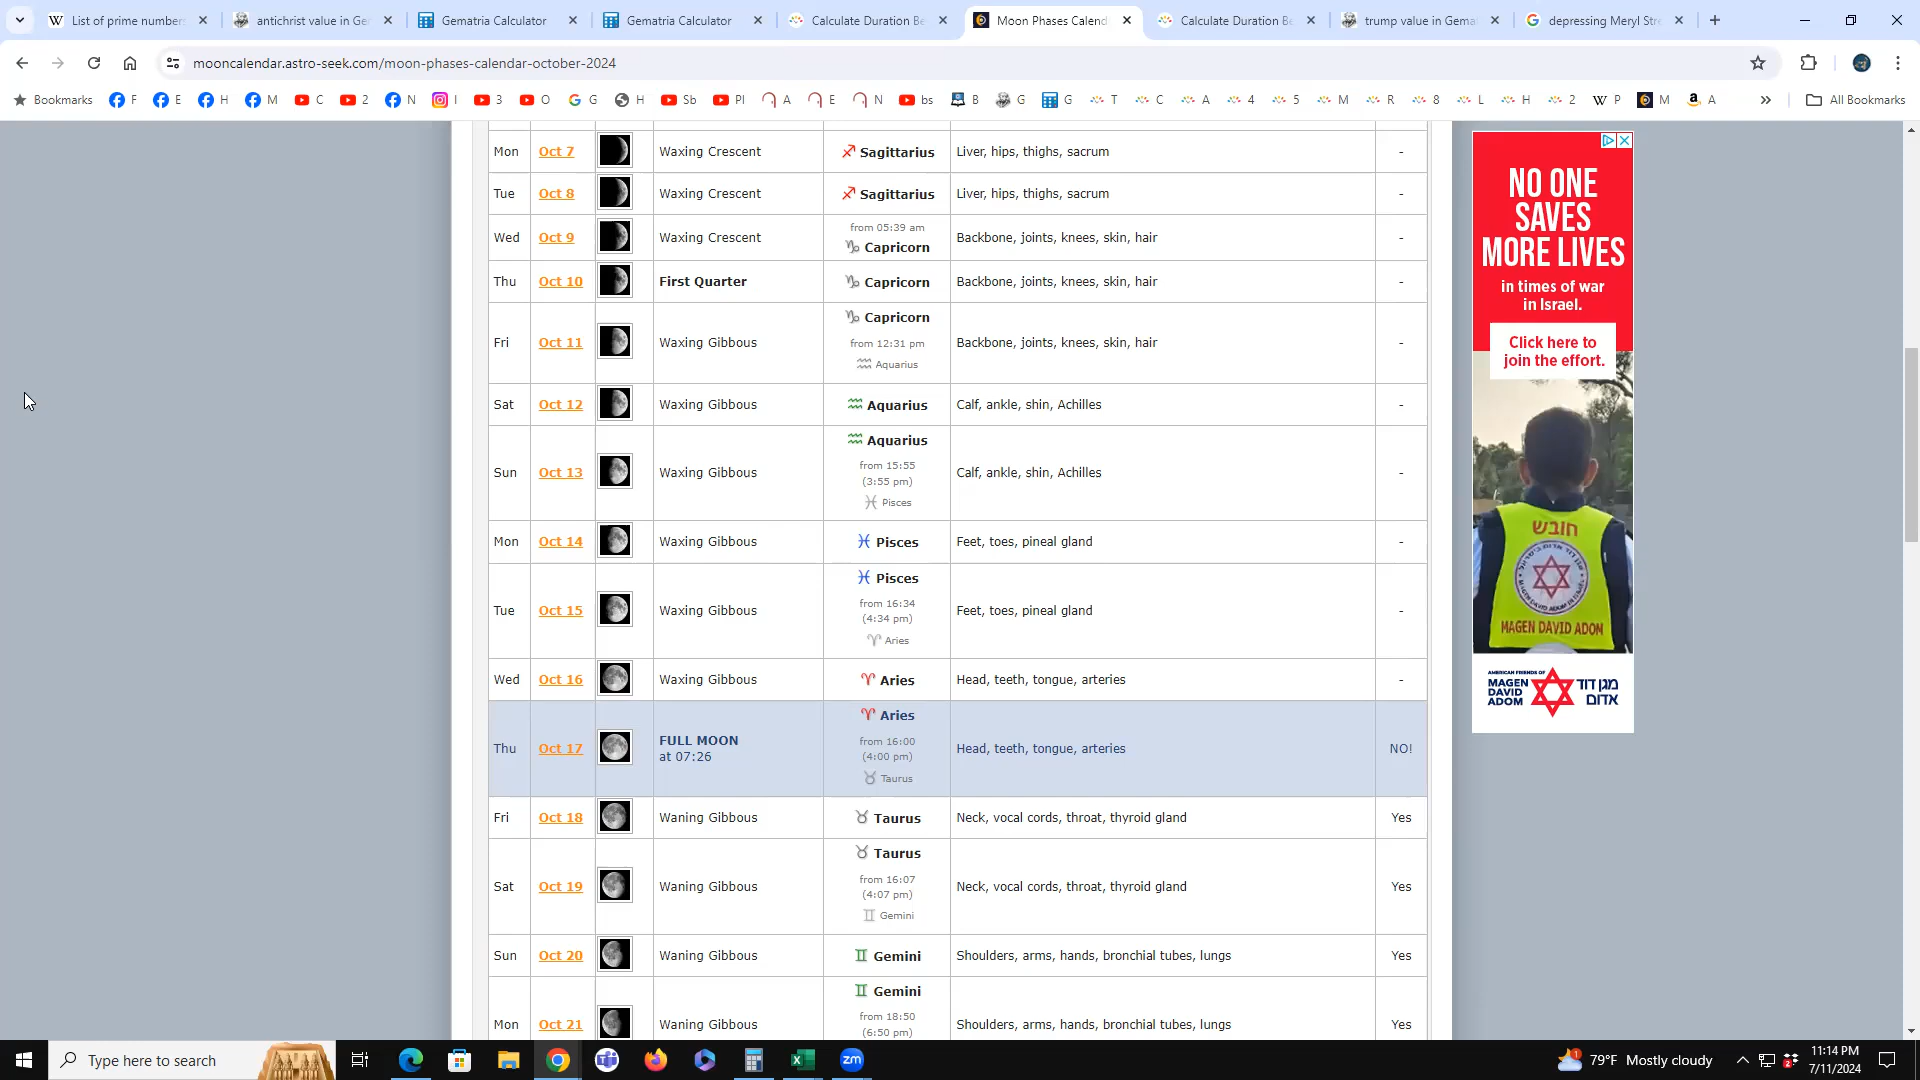 List of prime numbers
antichrist value in Ge
Gematria Calculator
Gematria Calculator
Calculate Duration Be
Moon Phases Calend
Calculate Duration Be
trump value in Gema
depressing Meryl Stre
mooncalendar.astro-seek.com/moon-phases-calendar-october-2024
Bookmarks F E H M C 2 N I 3 O G H Sb Pl A E N bs B G G T C A 4 5 M R 8 L H 2 P M A » All Bookmarks
Mon Oct 7 Waxing Crescent Sagittarius Liver, hips, thighs, sacrum -
Tue Oct 8 Waxing Crescent Sagittarius Liver, hips, thighs, sacrum -
from 05:39 am
Wed Oct 9 Waxing Crescent Capricorn Backbone, joints, knees, skin, hair -
Thu Oct 10 First Quarter Capricorn Backbone, joints, knees, skin, hair -
Capricorn
Fri Oct 11 Waxing Gibbous from 12:31 pm Backbone, joints, knees, skin, hair -
Aquarius
Sat Oct 12 Waxing Gibbous Aquarius Calf, ankle, shin, Achilles -
Aquarius
from 15:55
Sun Oct 13 Waxing Gibbous (3:55 pm) Calf, ankle, shin, Achilles -
Pisces
Mon Oct 14 Waxing Gibbous Pisces Feet, toes, pineal gland -
Pisces
from 16:34
Tue Oct 15 Waxing Gibbous (4:34 pm) Feet, toes, pineal gland -
Aries
Wed Oct 16 Waxing Gibbous Aries Head, teeth, tongue, arteries -
Aries
FULL MOON from 16:00
Thu Oct 17 at 07:26 (4:00 pm) Head, teeth, tongue, arteries NO!
Taurus
Fri Oct 18 Waning Gibbous Taurus Neck, vocal cords, throat, thyroid gland Yes
Taurus
from 16:07
Sat Oct 19 Waning Gibbous (4:07 pm) Neck, vocal cords, throat, thyroid gland Yes
Gemini
Sun Oct 20 Waning Gibbous Gemini Shoulders, arms, hands, bronchial tubes, lungs Yes
Gemini
from 18:50
Mon Oct 21 Waning Gibbous (6:50 pm) Shoulders, arms, hands, bronchial tubes, lungs Yes
NO ONE
SAVES
MORE LIVES
in times of war
in Israel.
Click here to
join the effort.
חובש
MAGEN DAVID ADOM
AMERICAN FRIENDS OF
MAGEN
DAVID
ADOM
מגן דוד
אדום
Type here to search
79°F Mostly cloudy
11:14 PM
7/11/2024